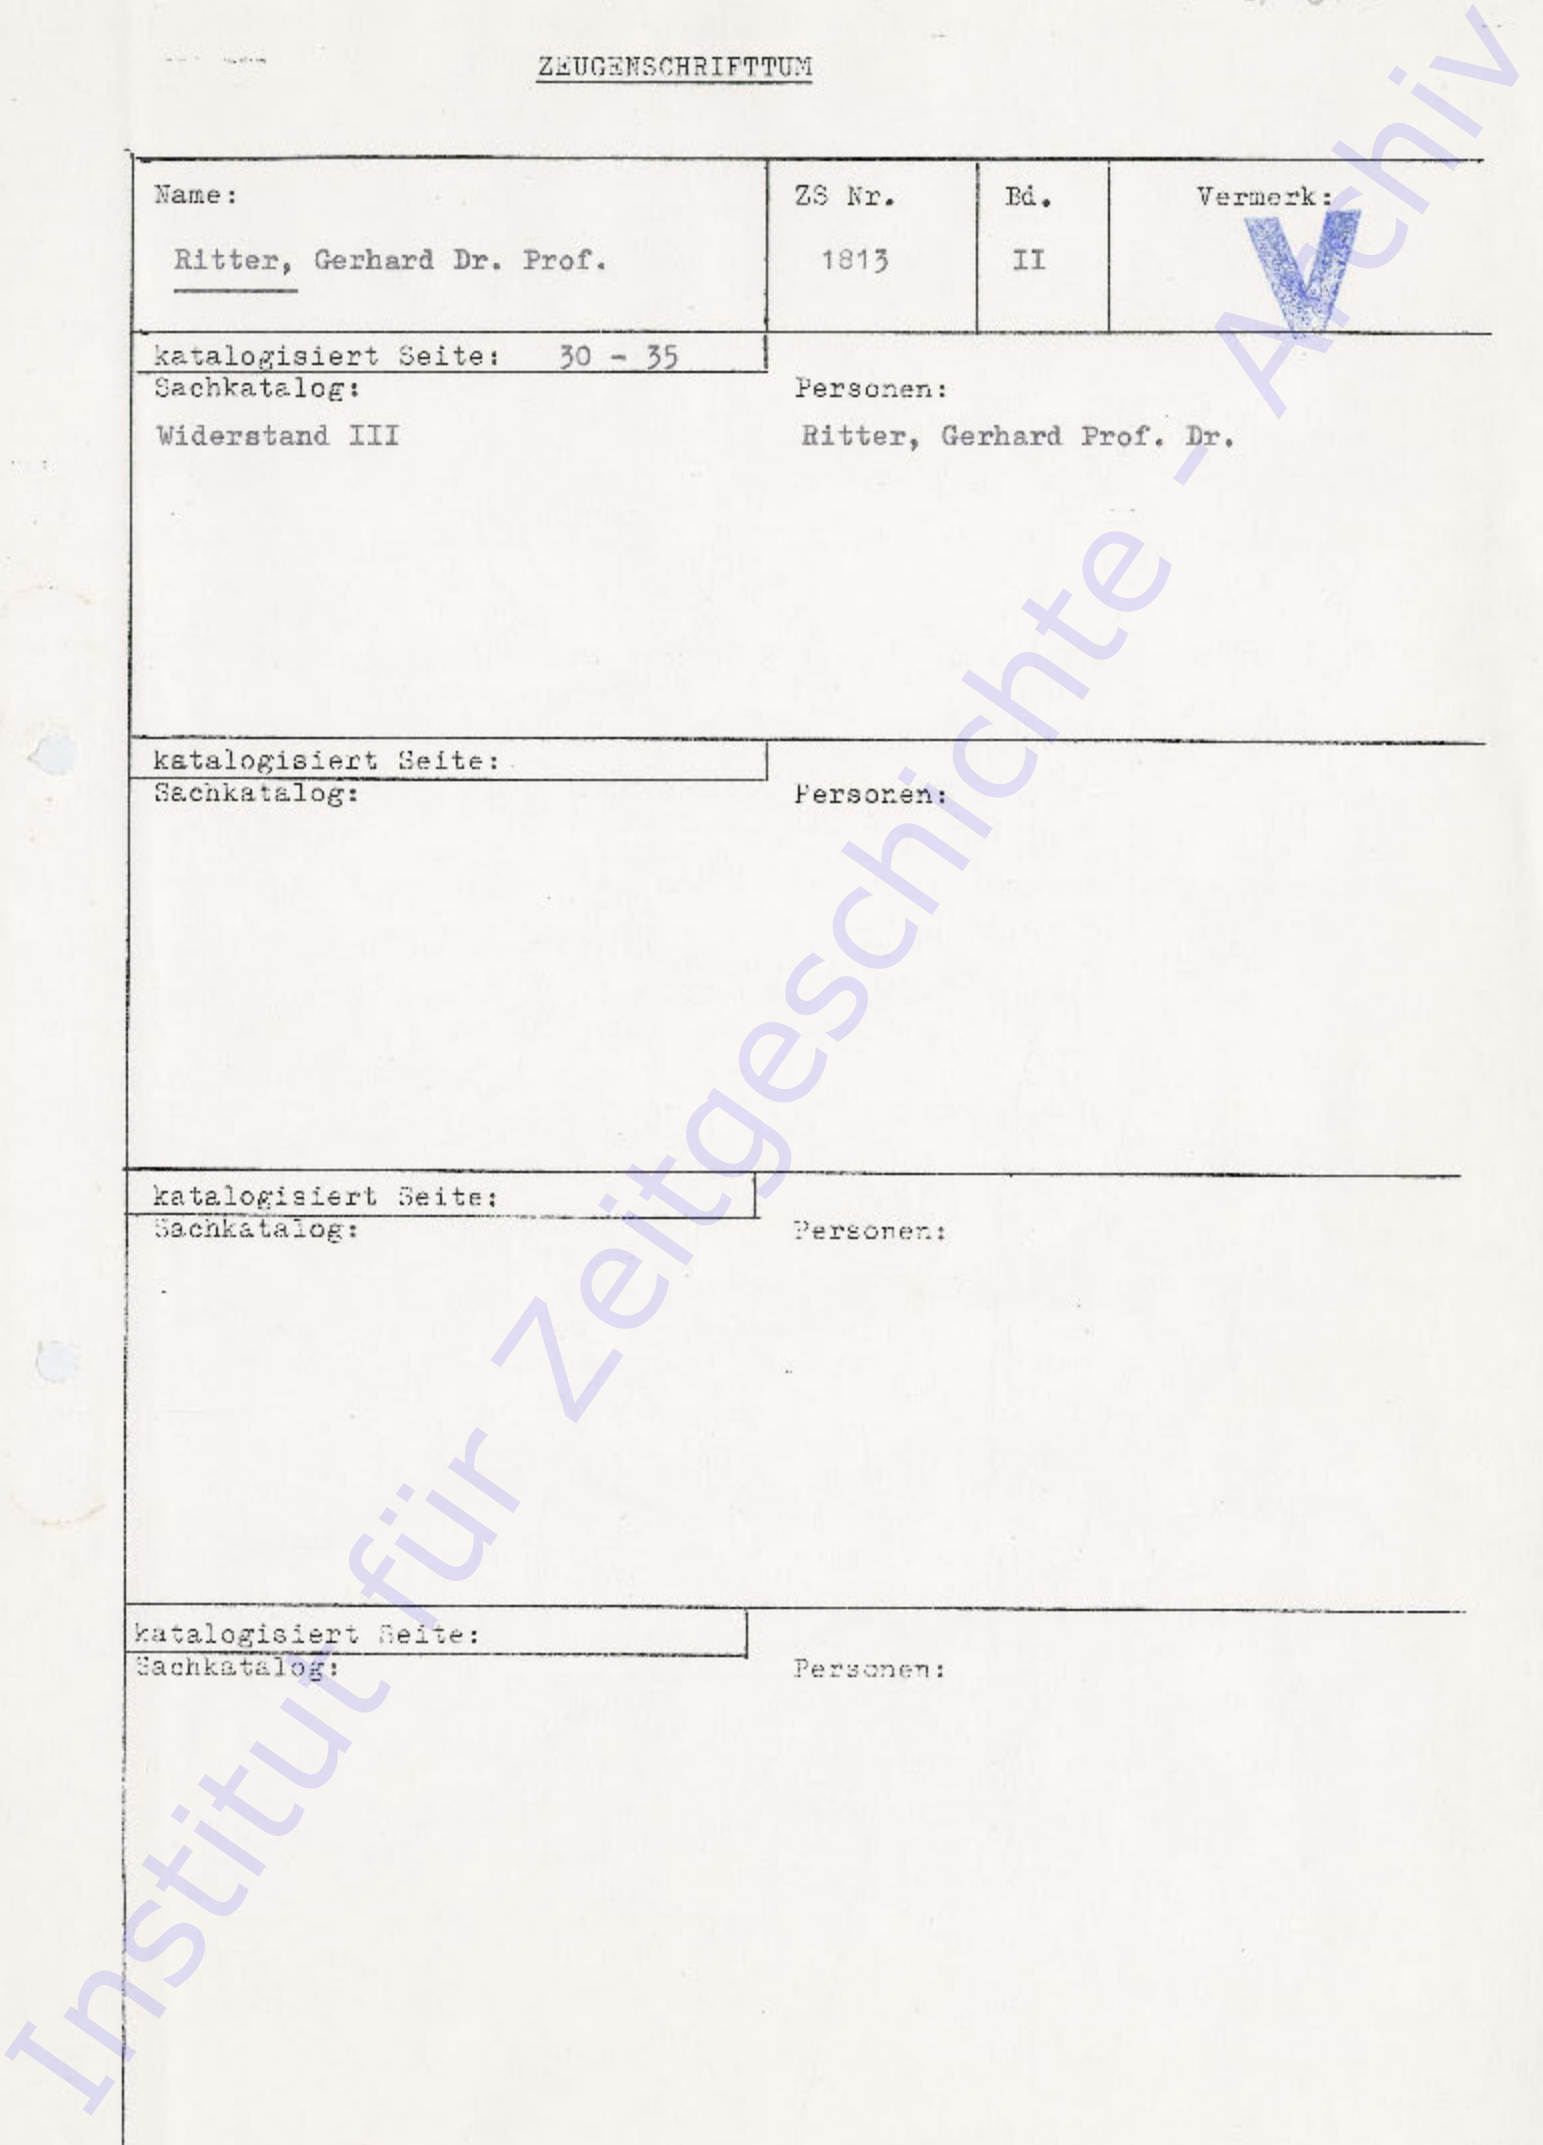 ZEUGENSCHRIFTTUM
Name: ZS Nr. Bd. Vermerk:
Ritter, Gerhard Dr. Prof. 1813 II V
katalogisiert Seite: 30 - 35
Sachkatalog: Personen:
Widerstand III Ritter, Gerhard Prof. Dr.
katalogisiert Seite:
Sachkatalog: Personen:
katalogisiert Seite:
Sachkatalog: Personen:
katalogisiert Seite:
Sachkatalog: Personen:
Institut für Zeitgeschichte - Archiv